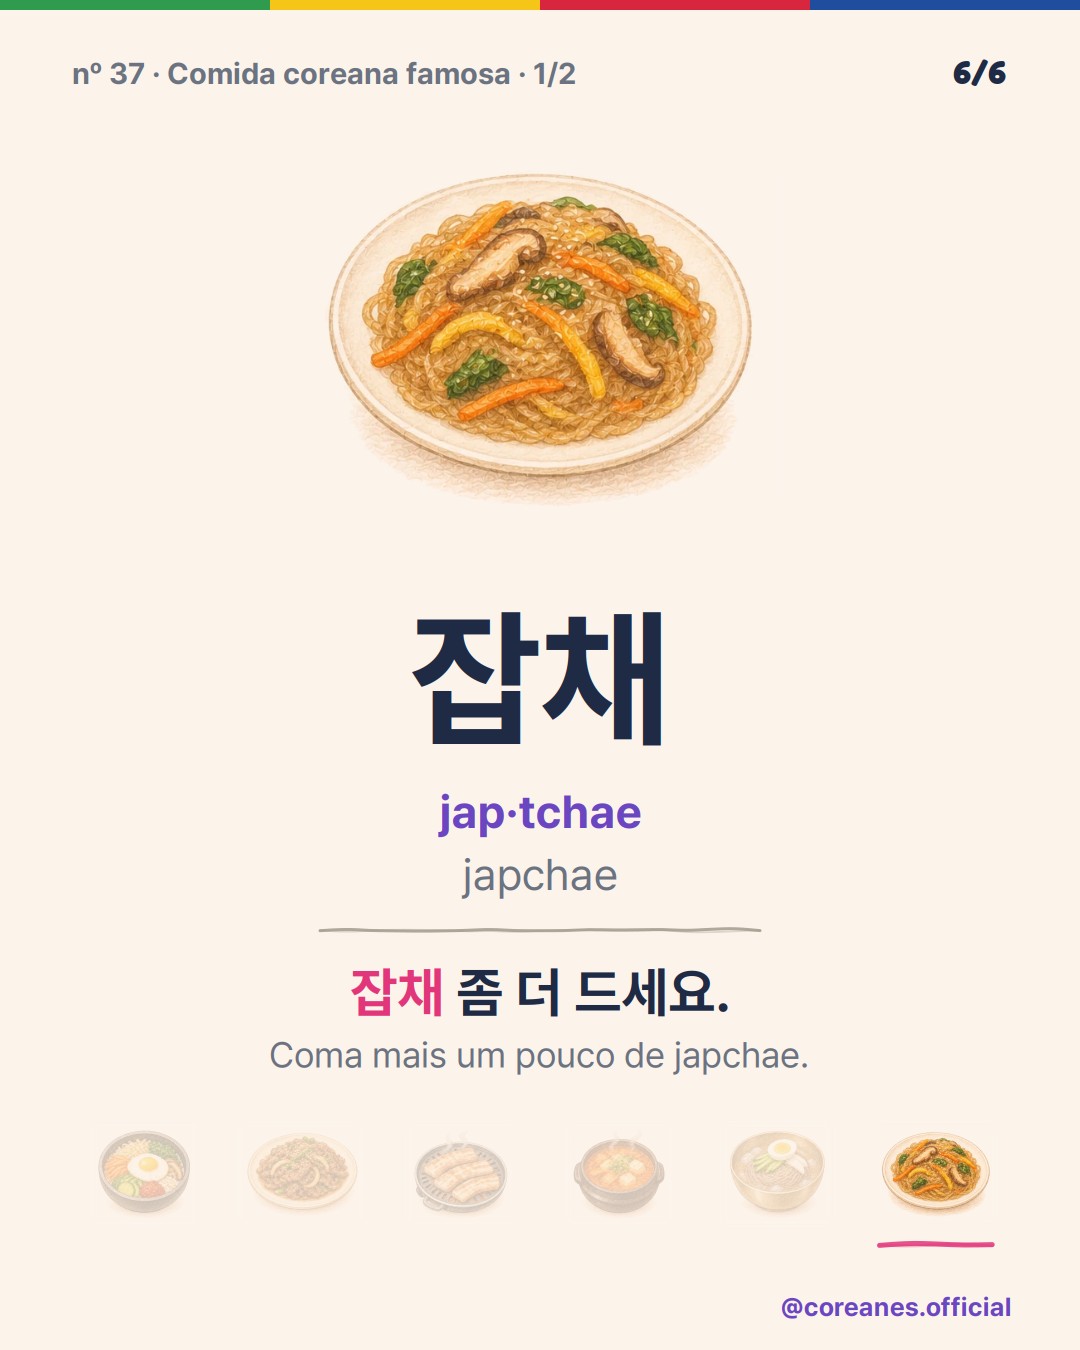 nº 37 · Comida coreana famosa · 1/2
6/6
잡채
jap·tchae
japchae
잡채 좀 더 드세요.
Coma mais um pouco de japchae.
@coreanes.official